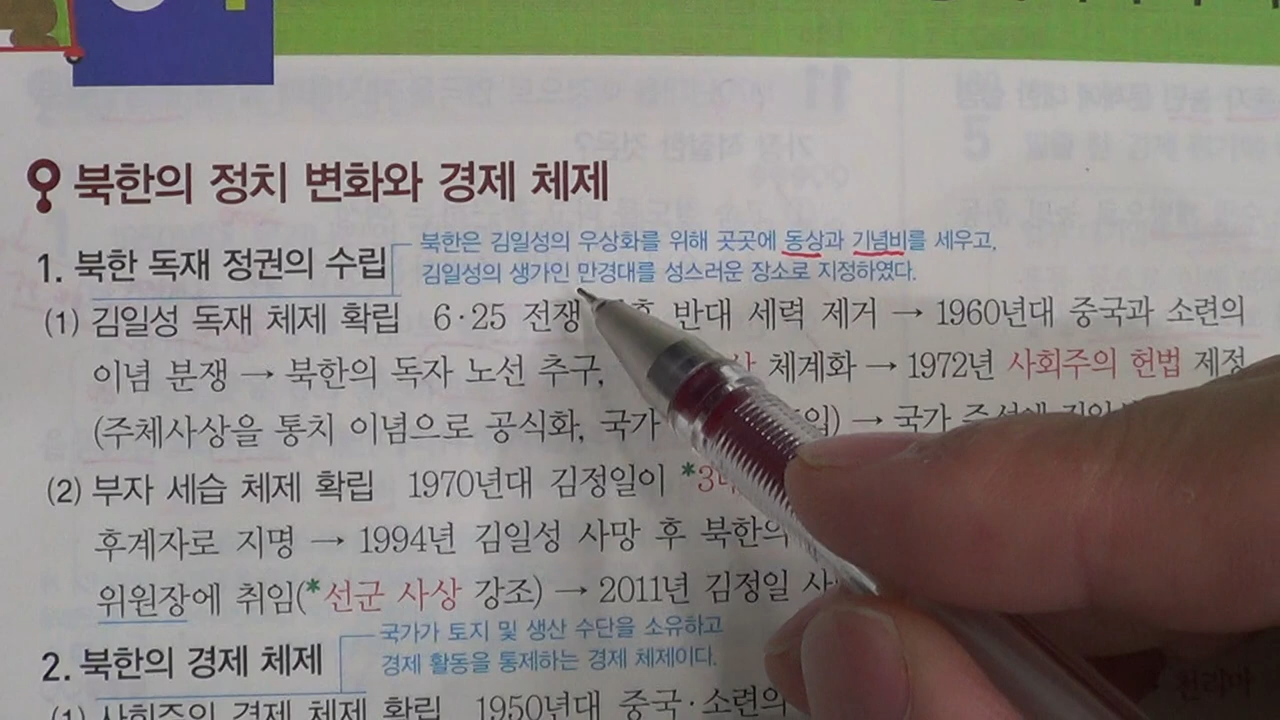 북한의 정치 변화와 경제 체제
1. 북한 독재 정권의 수립
북한은 김일성의 우상화를 위해 곳곳에 동상과 기념비를 세우고,
김일성의 생가인 만경대를 성스러운 장소로 지정하였다.
(1) 김일성 독재 체제 확립 6·25 전쟁 반대 세력 제거 → 1960년대 중국과 소련의
이념 분쟁 → 북한의 독자 노선 추구, 체계화 → 1972년 사회주의 헌법 제정
(주체사상을 통치 이념으로 공식화, 국가 → 국가
(2) 부자 세습 체제 확립 1970년대 김정일이
후계자로 지명 → 1994년 김일성 사망 후 북한의
위원장에 취임(*선군 사상 강조) → 2011년 김정일
2. 북한의 경제 체제
국가가 토지 및 생산 수단을 소유하고
경제 활동을 통제하는 경제 체제이다.
(1) 사회주의 경제 체제 확립 1950년대 중국·소련의